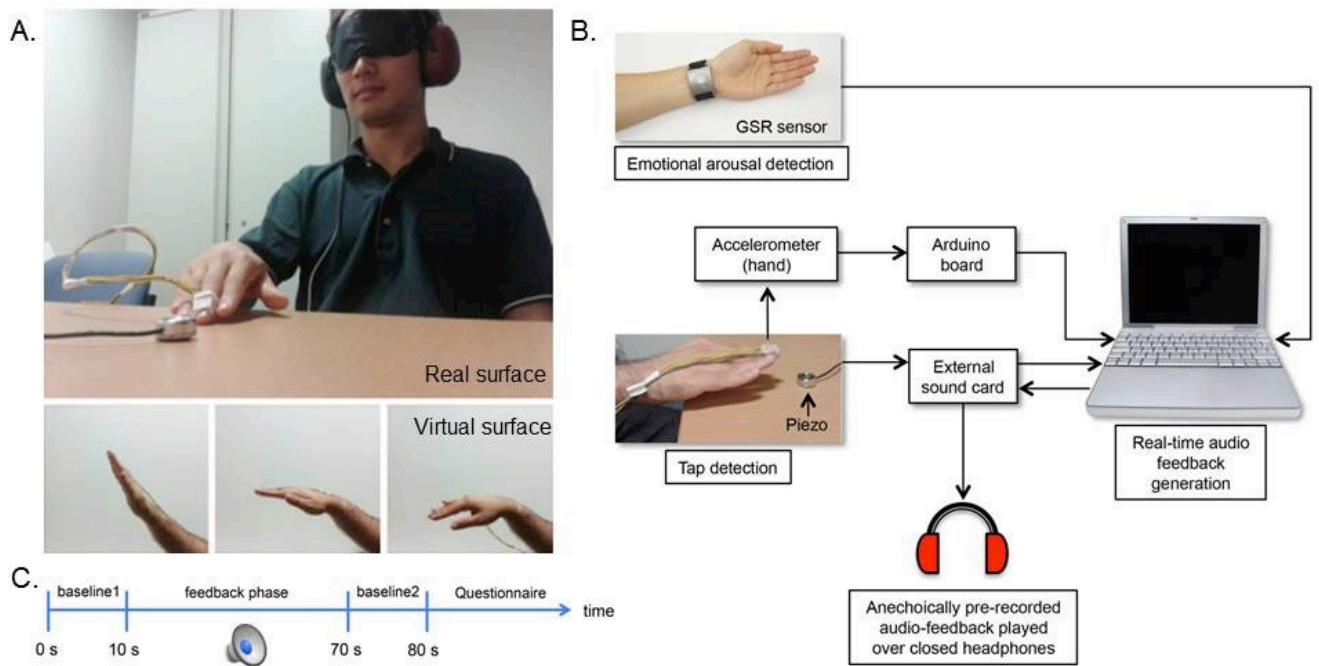 A.
Real surface
Virtual surface
B.
GSR sensor
Emotional arousal detection
Accelerometer
(hand)
Arduino
board
External
sound card
Piezo
Tap detection
Real-time audio
feedback
generation
Anechoically pre-recorded
audio-feedback played
over closed headphones
C.
baseline1
feedback phase
baseline2
Questionnaire
time
0 s
10 s
70 s
80 s